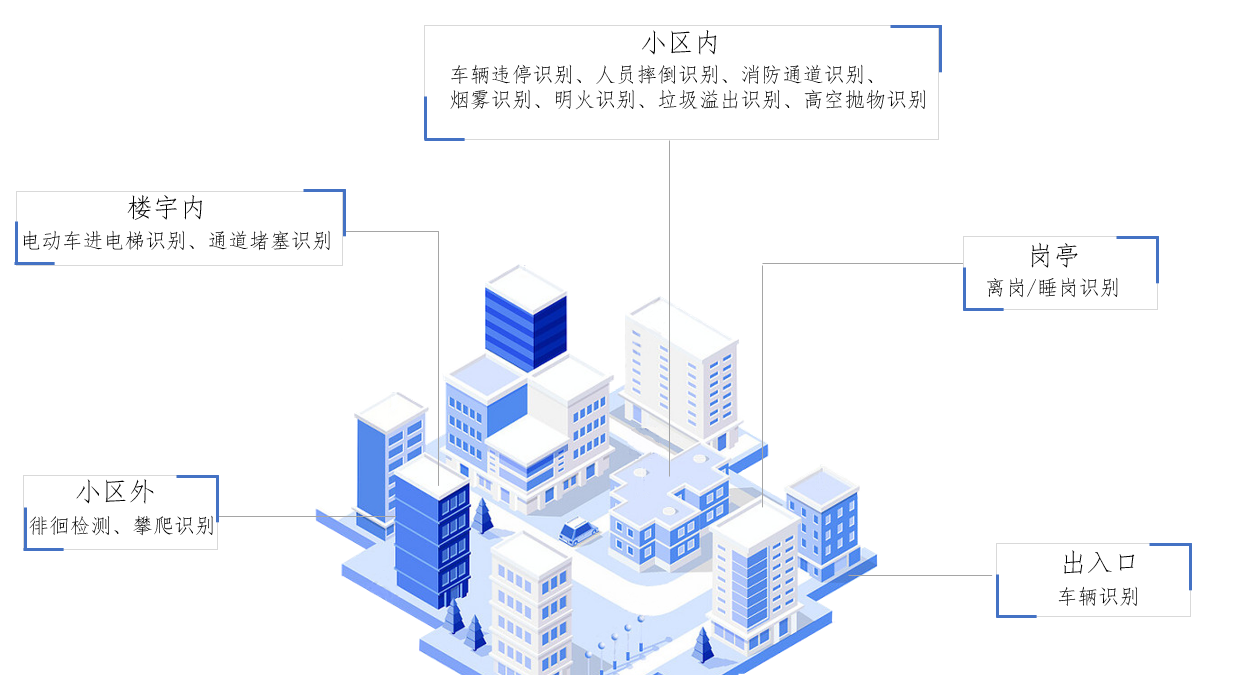 小区内
车辆违停识别、人员摔倒识别、消防通道识别、
烟雾识别、明火识别、垃圾溢出识别、高空抛物识别
楼宇内
电动车进电梯识别、通道堵塞识别
岗亭
离岗/睡岗识别
小区外
徘徊检测、攀爬识别
出入口
车辆识别